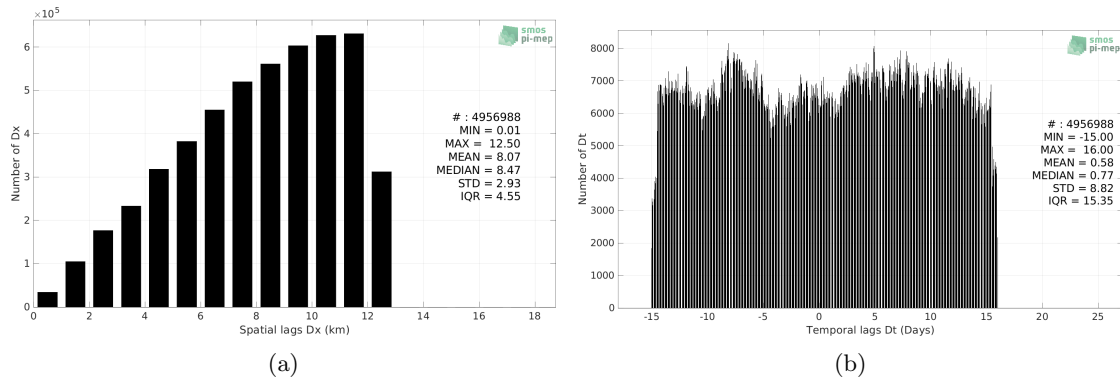 ×10⁵
6
5
4
3
2
1
0
Number of Dx
0 2 4 6 8 10 12 14 16 18
Spatial lags Dx (km)
smos
pi-mep
# : 4956988
MIN = 0.01
MAX = 12.50
MEAN = 8.07
MEDIAN = 8.47
STD = 2.93
IQR = 4.55
(a)
8000
7000
6000
5000
4000
3000
2000
1000
0
Number of Dt
-15 -10 -5 0 5 10 15 20 25
Temporal lags Dt (Days)
smos
pi-mep
# : 4956988
MIN = -15.00
MAX = 16.00
MEAN = 0.58
MEDIAN = 0.77
STD = 8.82
IQR = 15.35
(b)